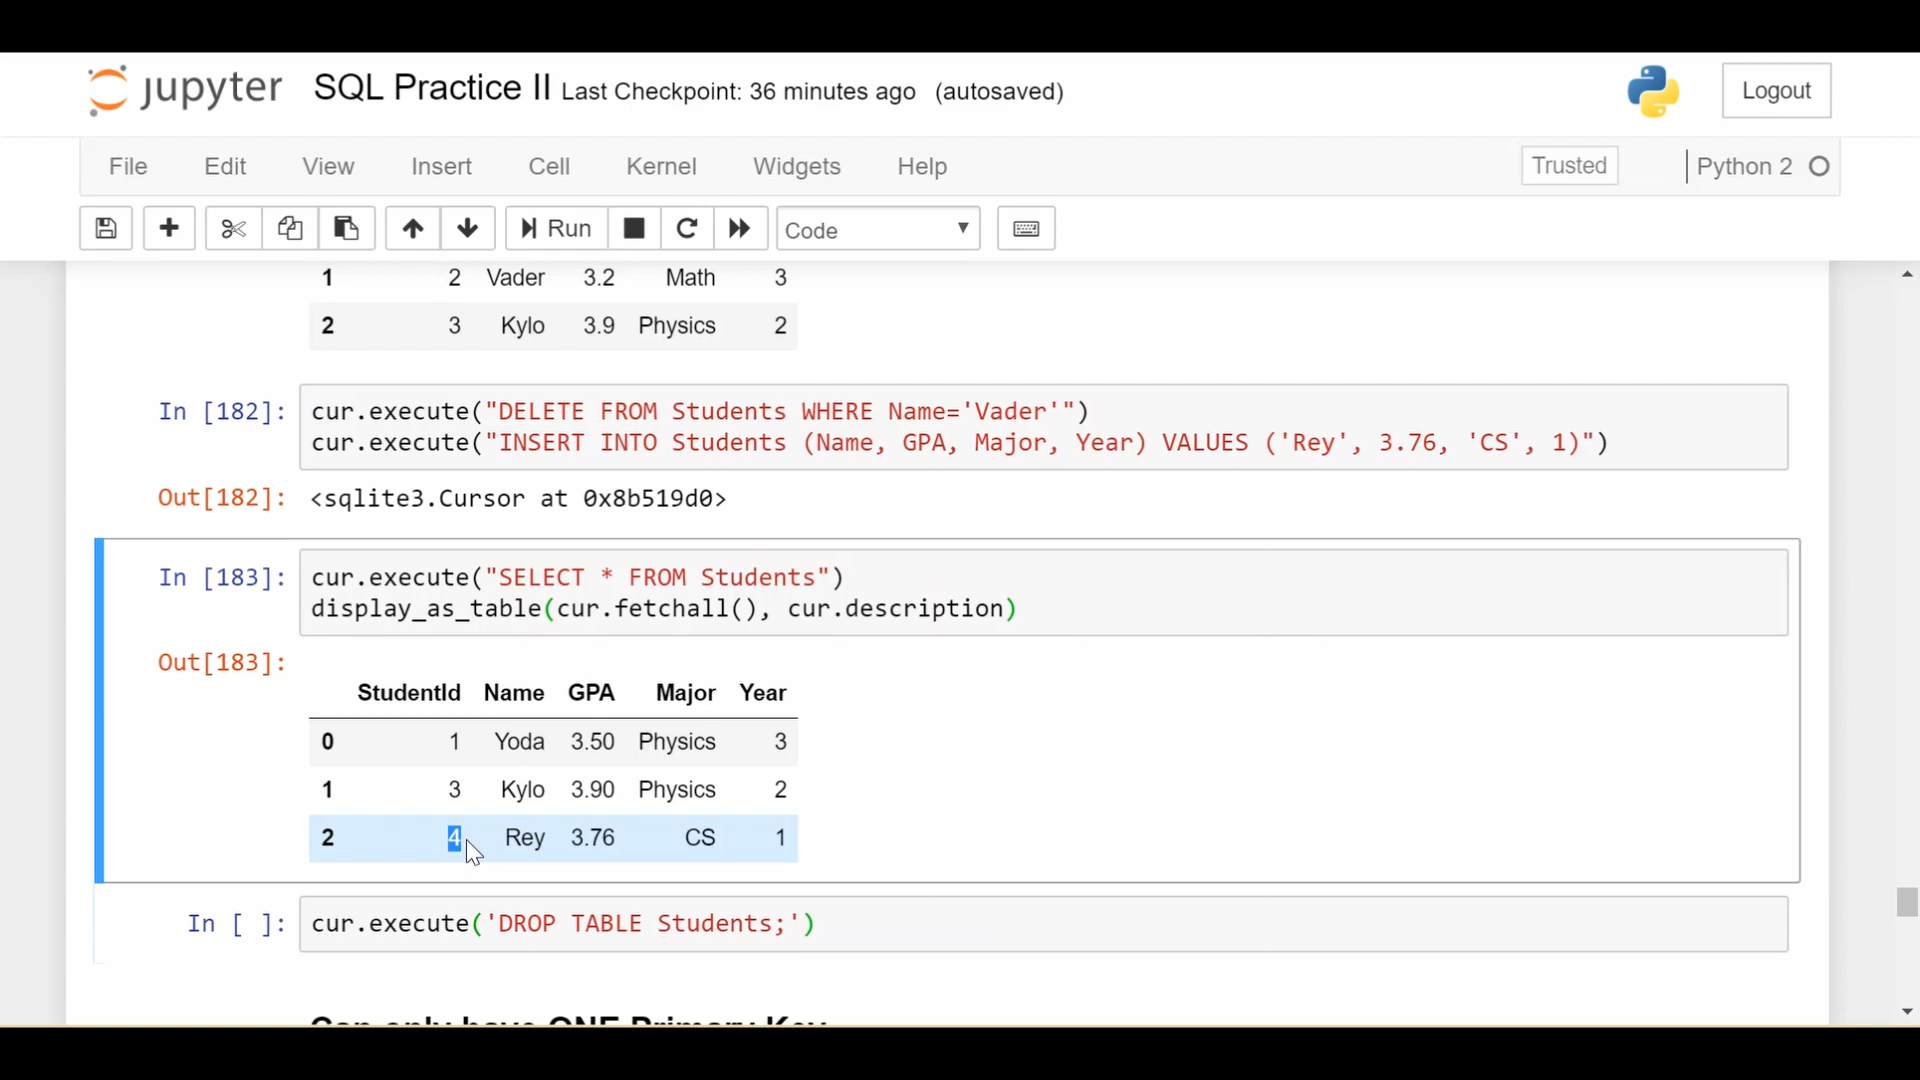 jupyter SQL Practice II Last Checkpoint: 36 minutes ago (autosaved)
Logout
File Edit View Insert Cell Kernel Widgets Help
Trusted
Python 2
Run
Code
1 2 Vader 3.2 Math 3
2 3 Kylo 3.9 Physics 2
In [182]: cur.execute("DELETE FROM Students WHERE Name='Vader'")
cur.execute("INSERT INTO Students (Name, GPA, Major, Year) VALUES ('Rey', 3.76, 'CS', 1)")
Out[182]: <sqlite3.Cursor at 0x8b519d0>
In [183]: cur.execute("SELECT * FROM Students")
display_as_table(cur.fetchall(), cur.description)
Out[183]:
StudentId Name GPA Major Year
0 1 Yoda 3.50 Physics 3
1 3 Kylo 3.90 Physics 2
2 4 Rey 3.76 CS 1
In [ ]: cur.execute('DROP TABLE Students;')
Can only have ONE Primary Key